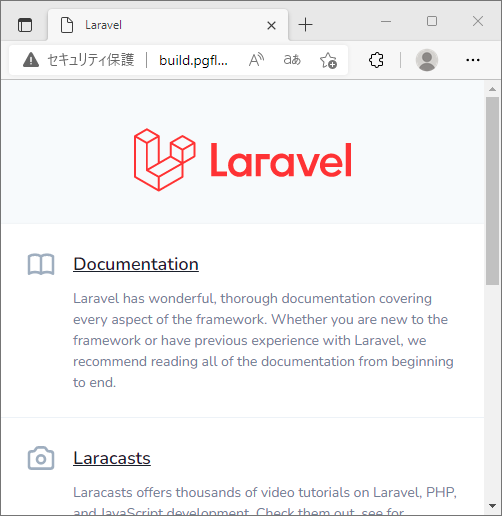 Laravel
セキュリティ保護
build.pgfl...
Laravel
Documentation
Laravel has wonderful, thorough documentation covering
every aspect of the framework. Whether you are new to the
framework or have previous experience with Laravel, we
recommend reading all of the documentation from beginning
to end.
Laracasts
Laracasts offers thousands of video tutorials on Laravel, PHP,
and JavaScript development. Check them out, see for